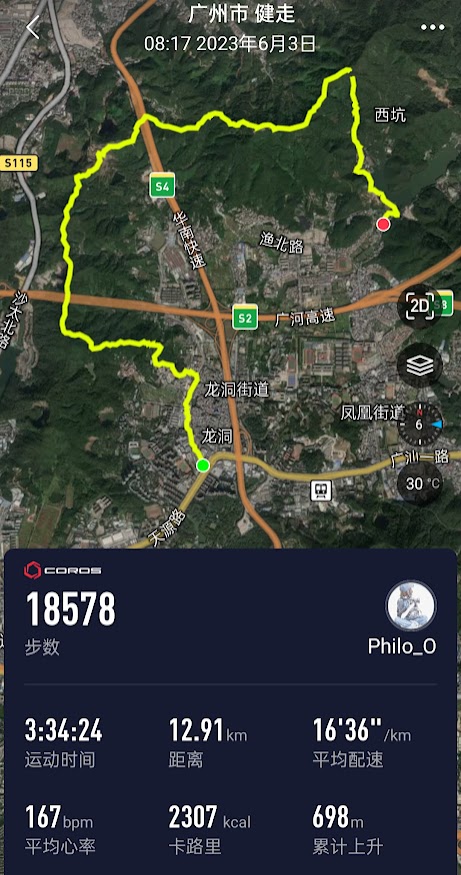 广州市 健走
08:17 2023年6月3日
西坑
S115
S4
华南快速
渔北路
沙太北路
2D
S2
广河高速
龙洞街道
凤凰街道
6
龙洞
广汕一路
30 °C
天源路
COROS
18578
步数
Philo_O
3:34:24
12.91km
16'36"/km
运动时间
距离
平均配速
167bpm
2307 kcal
698m
平均心率
卡路里
累计上升